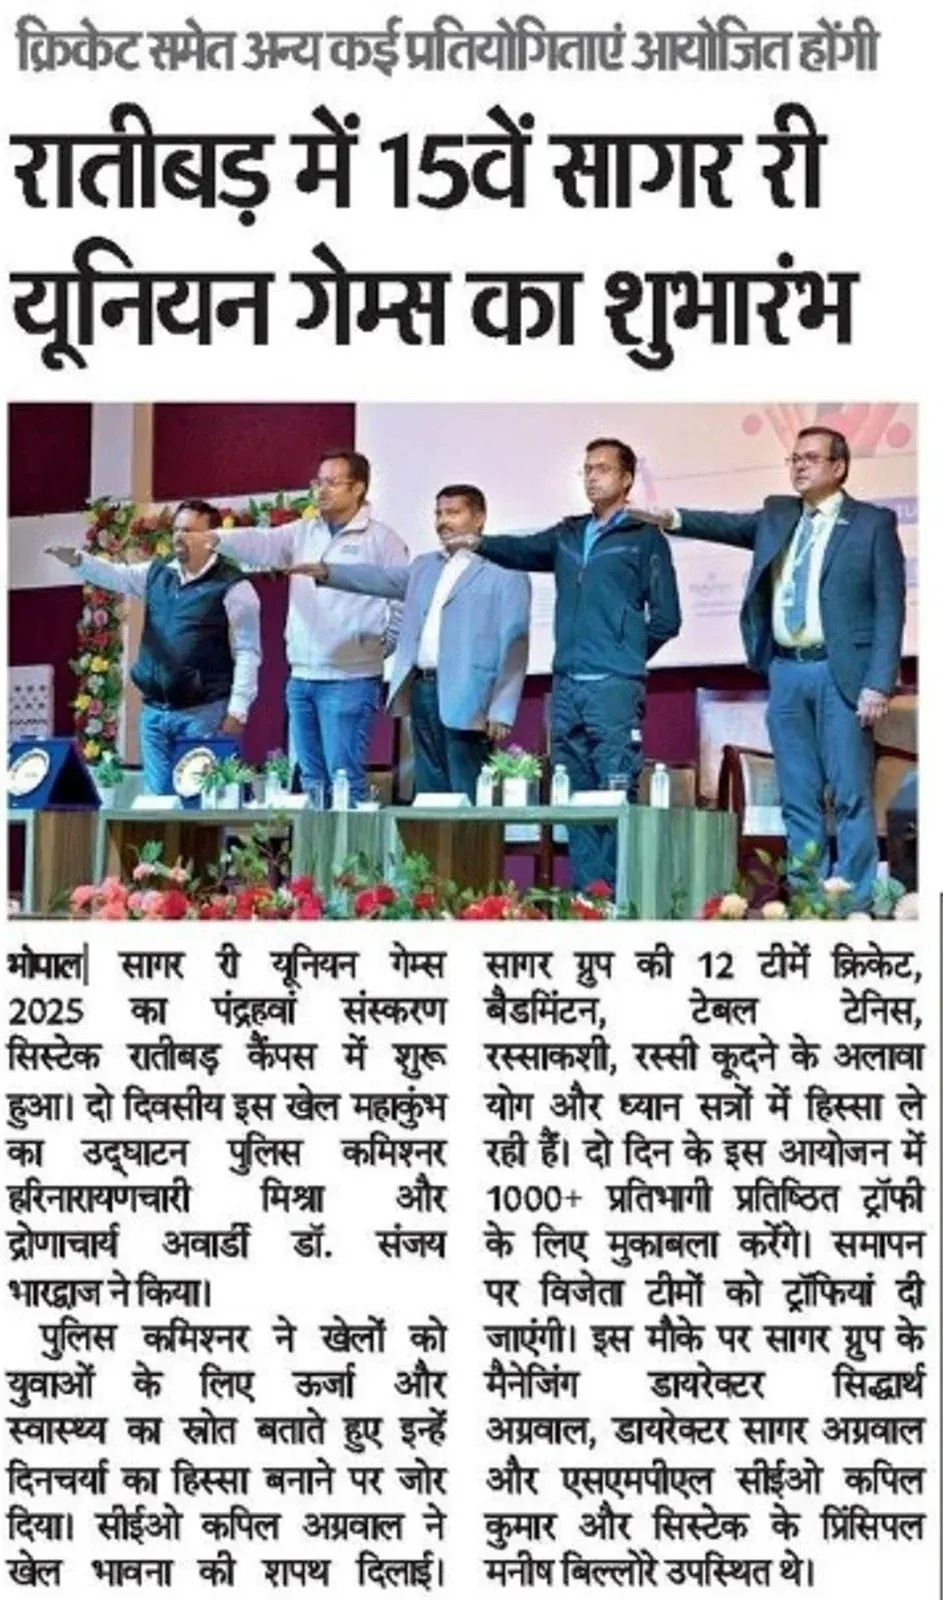 क्रिकेट समेत अन्य कई प्रतियोगिताएं आयोजित होंगी
रातीबड़ में 15वें सागर री
यूनियन गेम्स का शुभारंभ
भोपाल| सागर री यूनियन गेम्स
2025 का पंद्रहवां संस्करण
सिस्टेक रातीबड़ कैंपस में शुरू
हुआ। दो दिवसीय इस खेल महाकुंभ
का उद्घाटन पुलिस कमिश्नर
हरिनारायणचारी मिश्रा और
द्रोणाचार्य अवार्डी डॉ. संजय
भारद्वाज ने किया।
पुलिस कमिश्नर ने खेलों को
युवाओं के लिए ऊर्जा और
स्वास्थ्य का स्रोत बताते हुए इन्हें
दिनचर्या का हिस्सा बनाने पर जोर
दिया। सीईओ कपिल अग्रवाल ने
खेल भावना की शपथ दिलाई।
सागर ग्रुप की 12 टीमें क्रिकेट,
बैडमिंटन, टेबल टेनिस,
रस्साकशी, रस्सी कूदने के अलावा
योग और ध्यान सत्रों में हिस्सा ले
रही हैं। दो दिन के इस आयोजन में
1000+ प्रतिभागी प्रतिष्ठित ट्रॉफी
के लिए मुकाबला करेंगे। समापन
पर विजेता टीमों को ट्रॉफियां दी
जाएंगी। इस मौके पर सागर ग्रुप के
मैनेजिंग डायरेक्टर सिद्धार्थ
अग्रवाल, डायरेक्टर सागर अग्रवाल
और एसएमपीएल सीईओ कपिल
कुमार और सिस्टेक के प्रिंसिपल
मनीष बिल्लोरे उपस्थित थे।